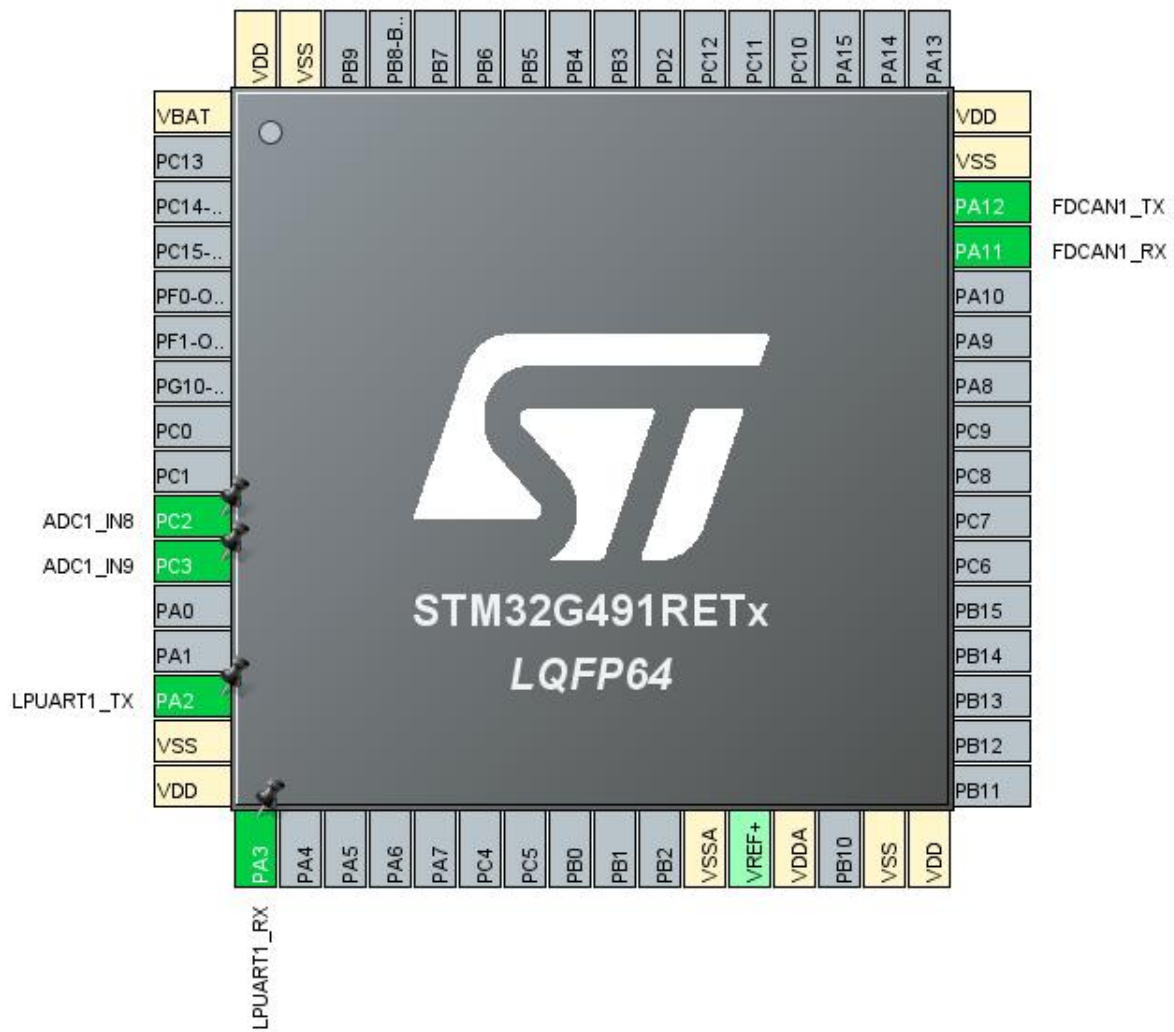 VDD
VSS
PB9
PB8-B..
PB7
PB6
PB5
PB4
PB3
PD2
PC12
PC11
PC10
PA15
PA14
PA13
VBAT
PC13
PC14-..
PC15-..
PF0-O..
PF1-O..
PG10-..
PC0
PC1
ADC1_IN8 PC2
ADC1_IN9 PC3
PA0
PA1
LPUART1_TX PA2
VSS
VDD
ST
STM32G491RETx
LQFP64
VDD
VSS
PA12 FDCAN1_TX
PA11 FDCAN1_RX
PA10
PA9
PA8
PC9
PC8
PC7
PC6
PB15
PB14
PB13
PB12
PB11
PA3
PA4
PA5
PA6
PA7
PC4
PC5
PB0
PB1
PB2
VSSA
VREF+
VDDA
PB10
VSS
VDD
LPUART1_RX